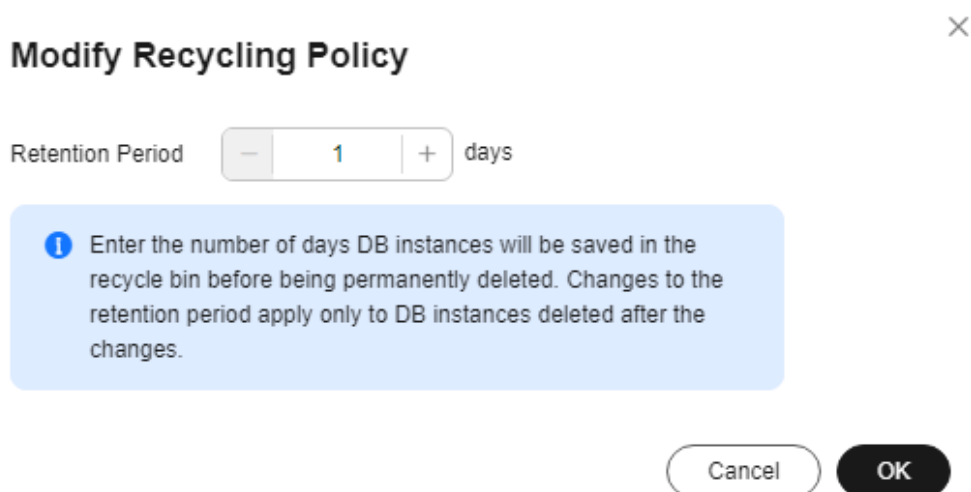 Modify Recycling Policy
Retention Period − 1 + days
Enter the number of days DB instances will be saved in the
recycle bin before being permanently deleted. Changes to the
retention period apply only to DB instances deleted after the
changes.
Cancel OK